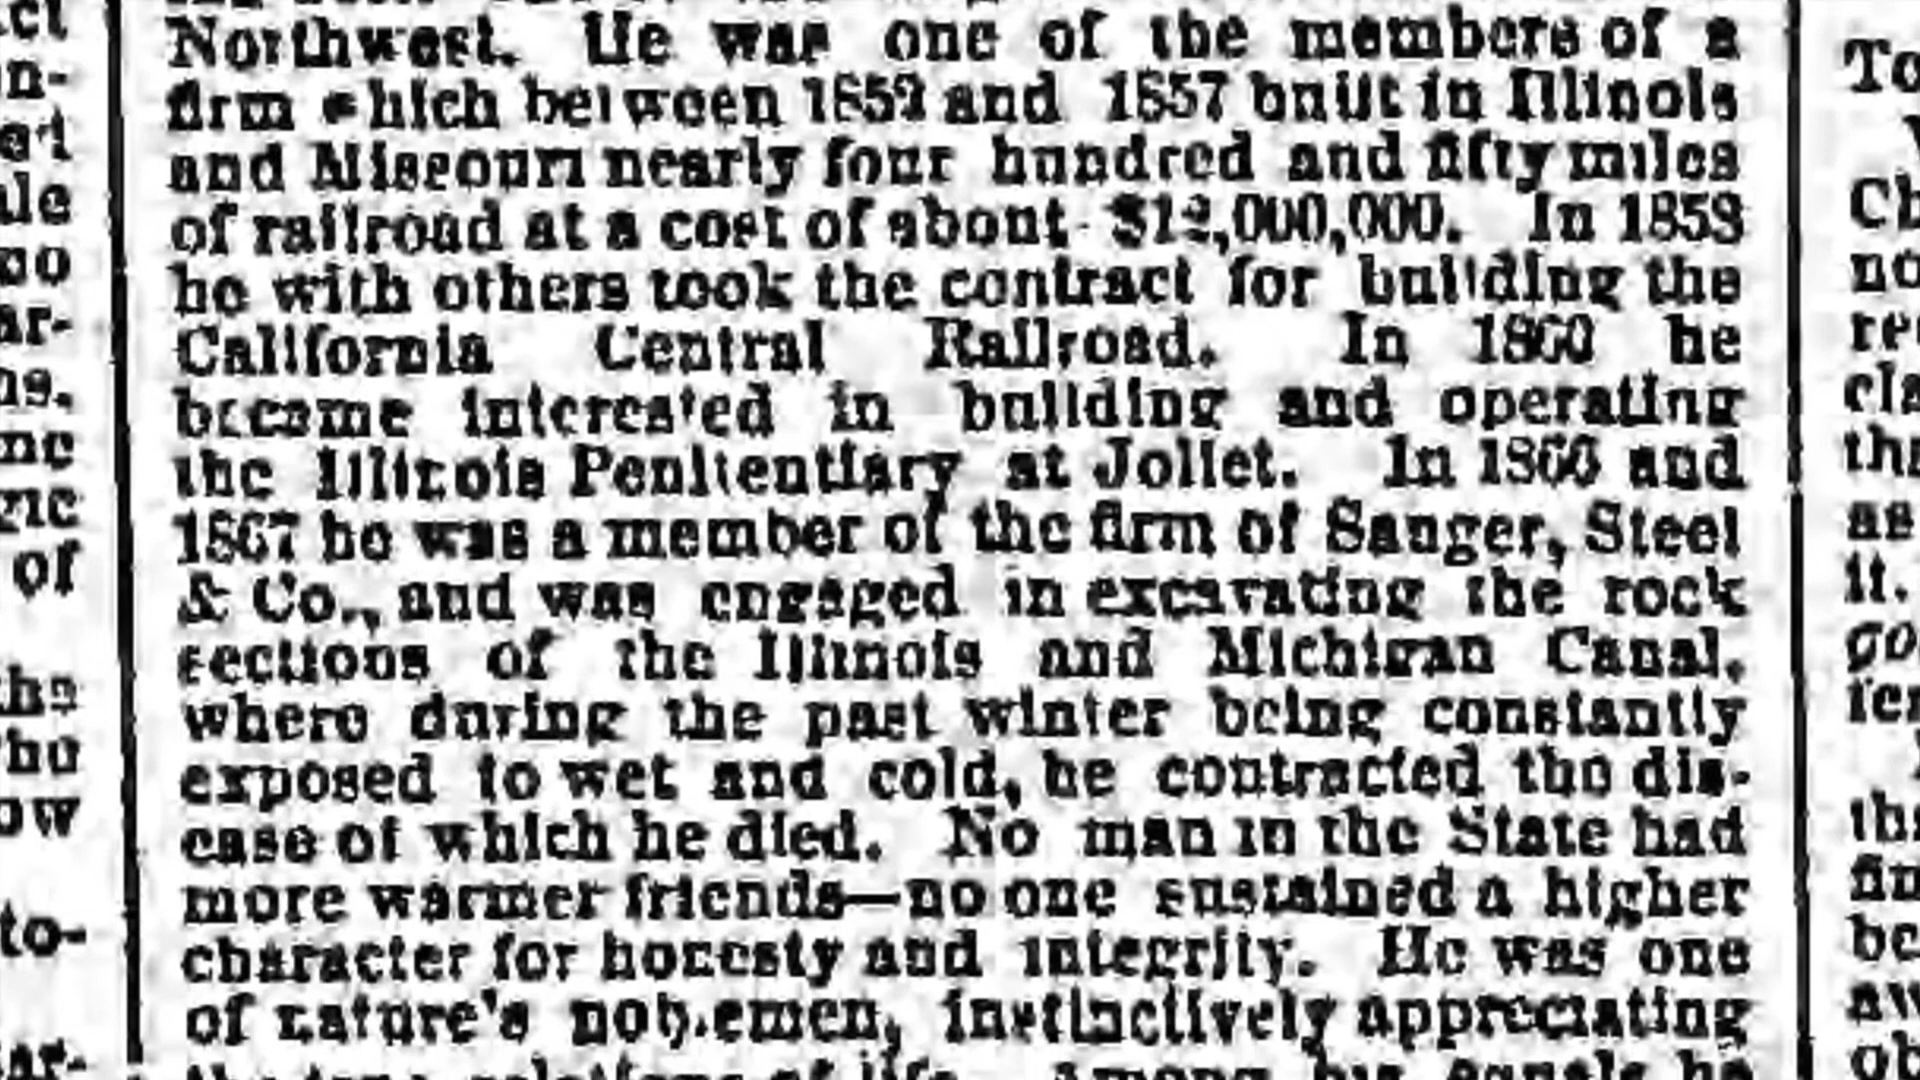 Northwest. He was one of the members of a
firm which between 1852 and 1857 built in Illinois
and Missouri nearly four hundred and fifty miles
of railroad at a cost of about $12,000,000. In 1858
he with others took the contract for building the
California Central Railroad. In 1860 he
became interested in building and operating
the Illinois Penitentiary at Joliet. In 1866 and
1867 he was a member of the firm of Sanger, Steel
& Co., and was engaged in excavating the rock
sections of the Illinois and Michigan Canal,
where during the past winter being constantly
exposed to wet and cold, he contracted the dis-
ease of which he died. No man in the State had
more warmer friends—no one sustained a higher
character for honesty and integrity. He was one
of nature's noblemen, instinctively appreciating